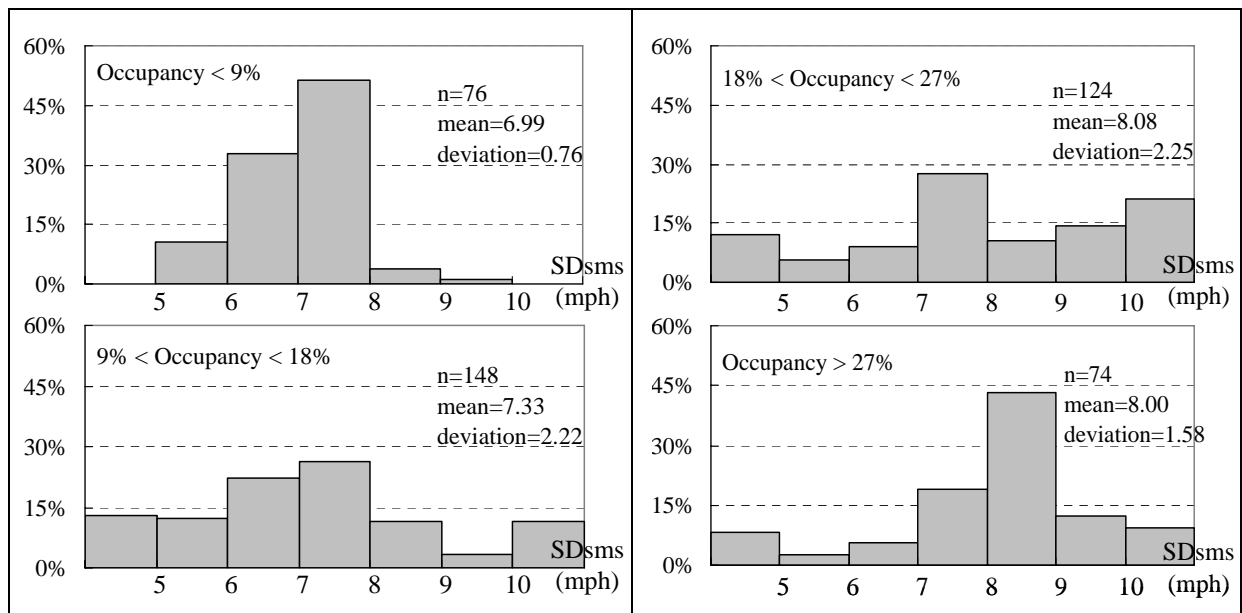 60%
Occupancy < 9%
n=76
mean=6.99
deviation=0.76
45%
30%
15%
0%
SDsms
(mph)
5 6 7 8 9 10
60%
9% < Occupancy < 18%
n=148
mean=7.33
deviation=2.22
45%
30%
15%
0%
SDsms
(mph)
5 6 7 8 9 10
60%
18% < Occupancy < 27%
n=124
mean=8.08
deviation=2.25
45%
30%
15%
0%
SDsms
(mph)
5 6 7 8 9 10
60%
Occupancy > 27%
n=74
mean=8.00
deviation=1.58
45%
30%
15%
0%
SDsms
(mph)
5 6 7 8 9 10